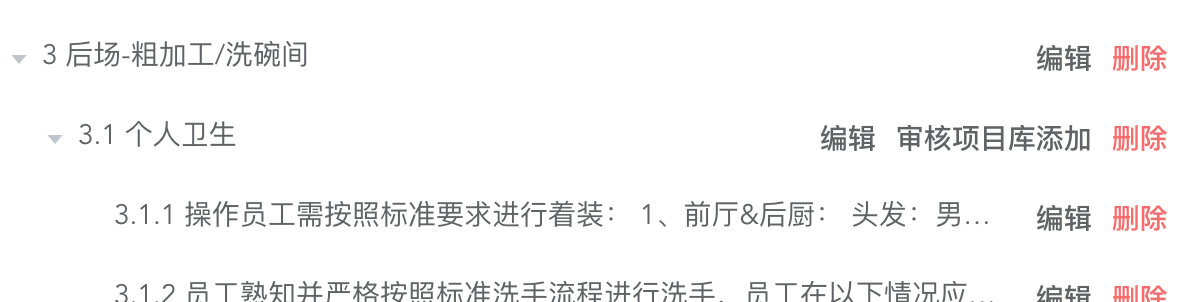 3 后场-粗加工/洗碗间 编辑 删除
3.1 个人卫生 编辑 审核项目库添加 删除
3.1.1 操作员工需按照标准要求进行着装： 1、前厅&后厨： 头发：男... 编辑 删除
3.1.2 员工熟知并严格按照标准洗手流程进行洗手，员工在以下情况应... 编辑 删除